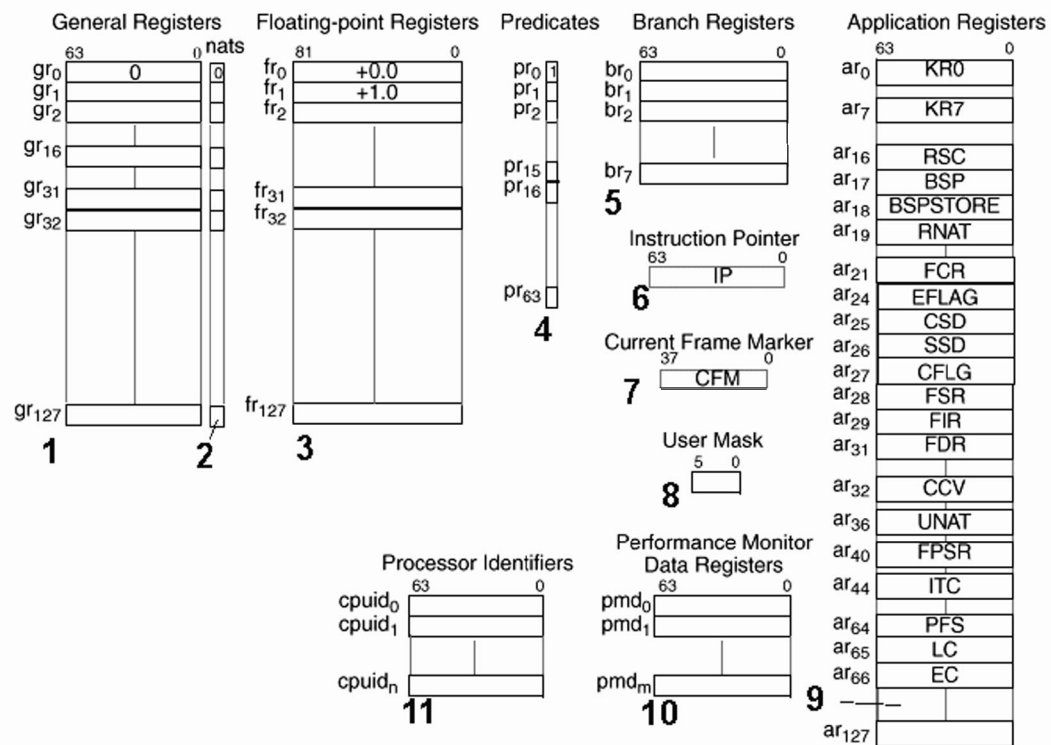 General Registers
63 0
nats
gr0 0 0
gr1
gr2
gr16
gr31
gr32
gr127
1
2
Floating-point Registers
81 0
fr0 +0.0
fr1 +1.0
fr2
fr31
fr32
fr127
3
Predicates
pr0 1
pr1
pr2
pr15
pr16
pr63
4
Branch Registers
63 0
br0
br1
br2
br7
5
Instruction Pointer
63 0
IP
6
Current Frame Marker
37 0
CFM
7
User Mask
5 0
8
Performance Monitor
Data Registers
63 0
pmd0
pmd1
pmdm
10
Processor Identifiers
63 0
cpuid0
cpuid1
cpuidn
11
Application Registers
63 0
ar0 KR0
ar7 KR7
ar16 RSC
ar17 BSP
ar18 BSPSTORE
ar19 RNAT
ar21 FCR
ar24 EFLAG
ar25 CSD
ar26 SSD
ar27 CFLG
ar28 FSR
ar29 FIR
ar31 FDR
ar32 CCV
ar36 UNAT
ar40 FPSR
ar44 ITC
ar64 PFS
ar65 LC
ar66 EC
9
ar127